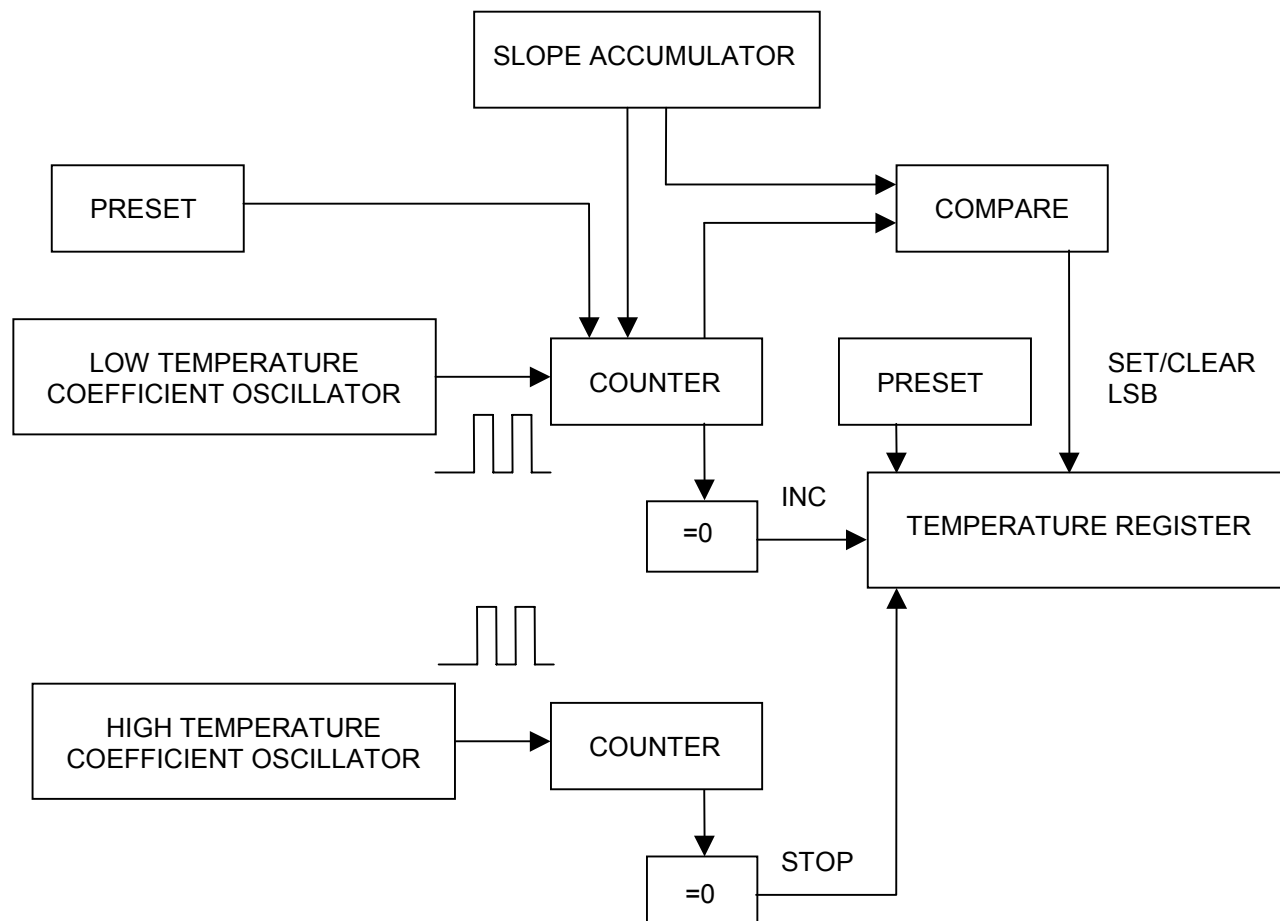 SLOPE ACCUMULATOR
PRESET
COMPARE
LOW TEMPERATURE
COEFFICIENT OSCILLATOR
COUNTER
PRESET
SET/CLEAR
LSB
=0
INC
TEMPERATURE REGISTER
HIGH TEMPERATURE
COEFFICIENT OSCILLATOR
COUNTER
=0
STOP